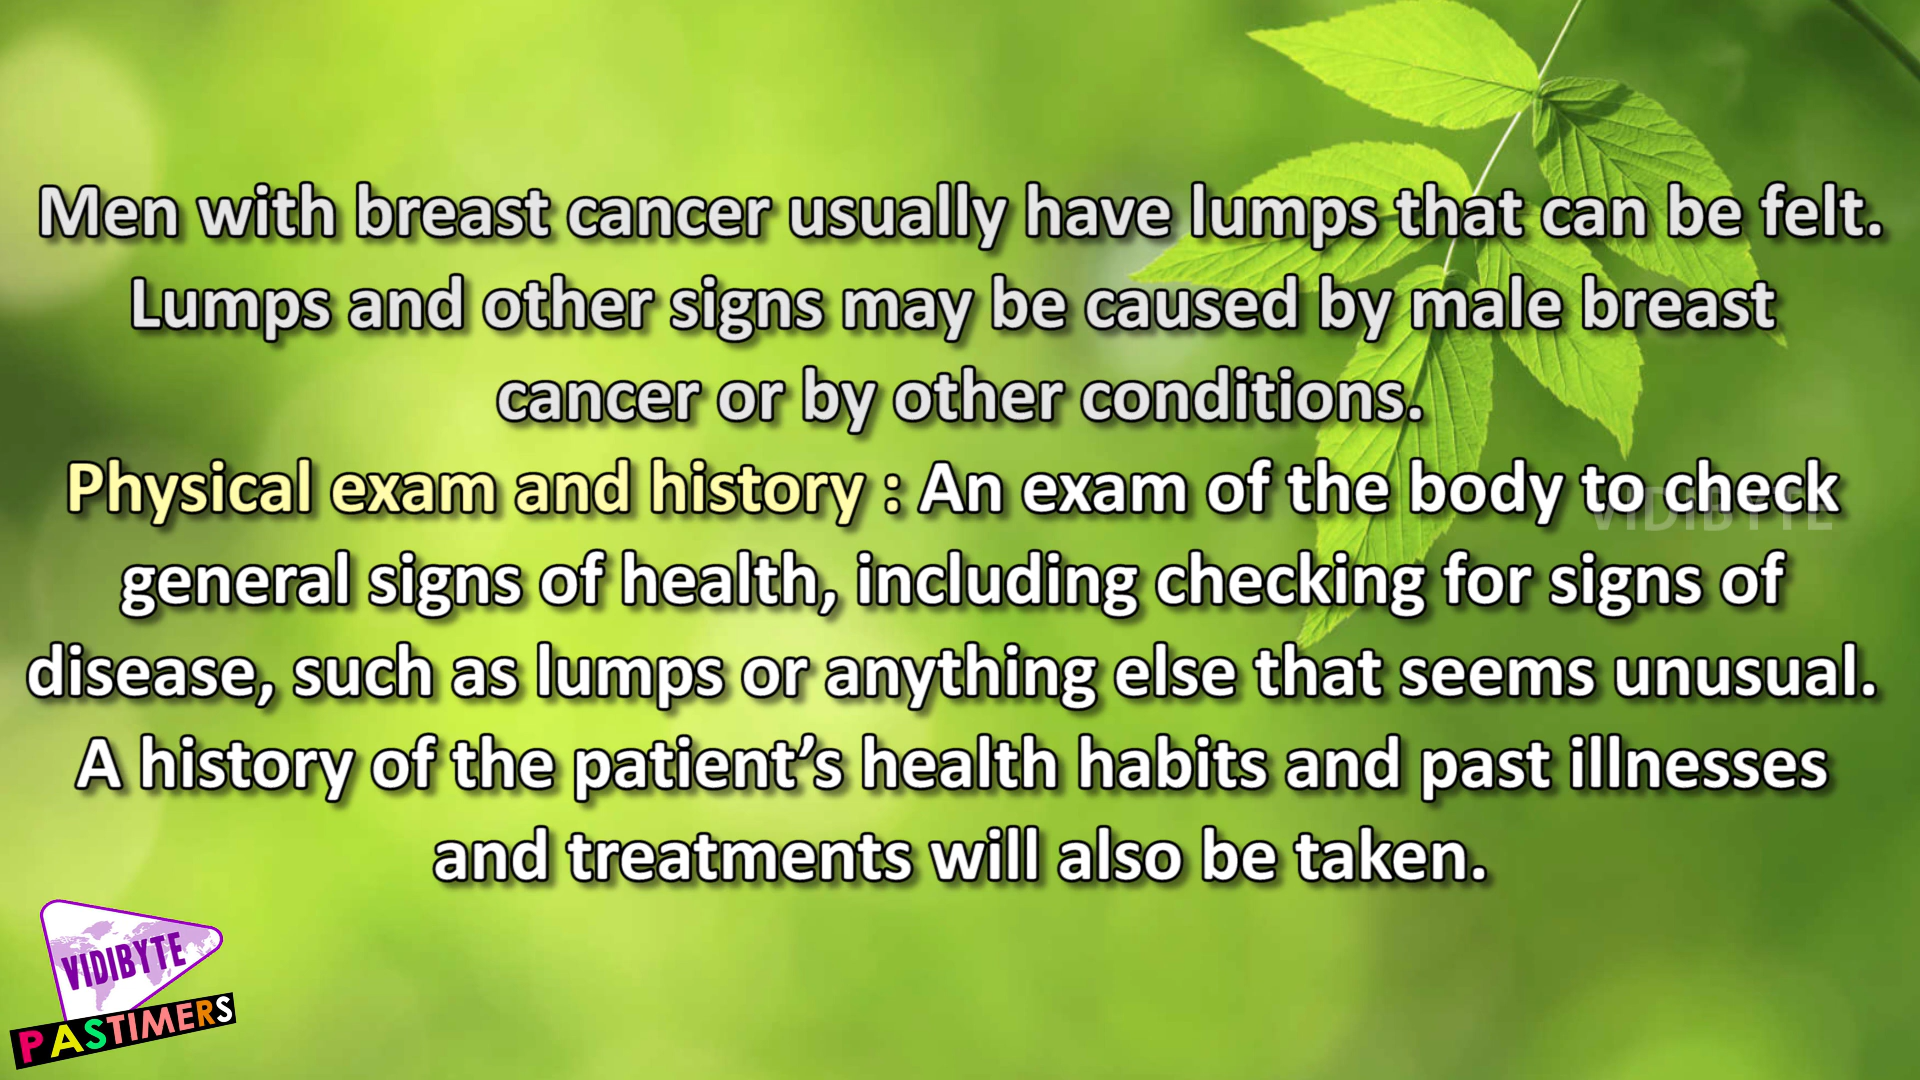 Men with breast cancer usually have lumps that can be felt.
Lumps and other signs may be caused by male breast
cancer or by other conditions.
Physical exam and history : An exam of the body to check
general signs of health, including checking for signs of
disease, such as lumps or anything else that seems unusual.
A history of the patient’s health habits and past illnesses
and treatments will also be taken.
VIDIBYTE
VIDIBYTE
PASTIMERS